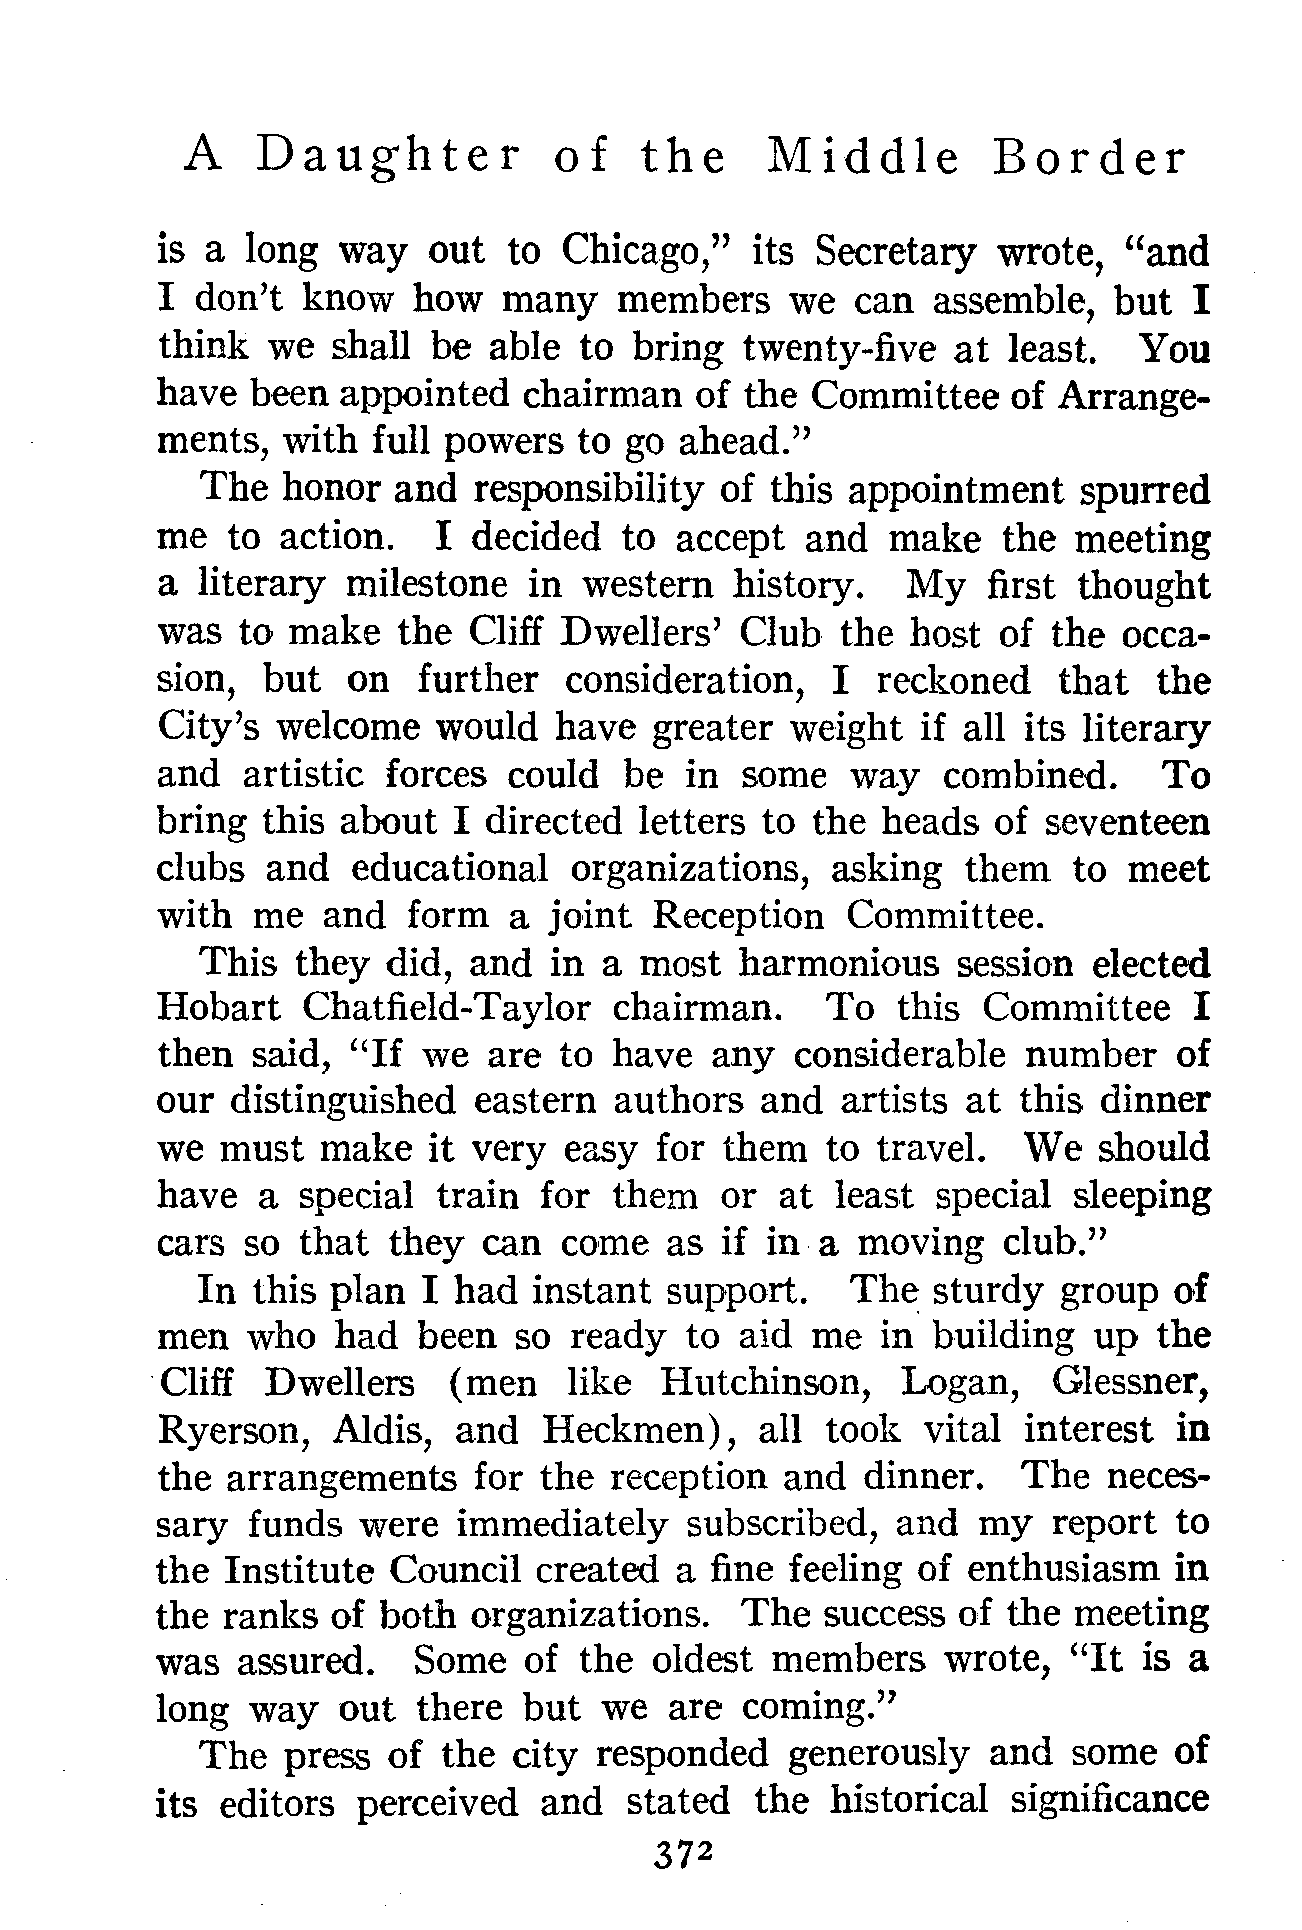 A Daughter of the Middle Border
is a long way out to Chicago,” its Secretary wrote, “and
I don’t know how many members we can assemble, but I
think we shall be able to bring twenty-five at least. You
have been appointed chairman of the Committee of Arrange-
ments, with full powers to go ahead.”
The honor and responsibility of this appointment spurred
me to action. I decided to accept and make the meeting
a literary milestone in western history. My first thought
was to make the Cliff Dwellers’ Club the host of the occa-
sion, but on further consideration, I reckoned that the
City’s welcome would have greater weight if all its literary
and artistic forces could be in some way combined. To
bring this about I directed letters to the heads of seventeen
clubs and educational organizations, asking them to meet
with me and form a joint Reception Committee.
This they did, and in a most harmonious session elected
Hobart Chatfield-Taylor chairman. To this Committee I
then said, “If we are to have any considerable number of
our distinguished eastern authors and artists at this dinner
we must make it very easy for them to travel. We should
have a special train for them or at least special sleeping
cars so that they can come as if in a moving club.”
In this plan I had instant support. The sturdy group of
men who had been so ready to aid me in building up the
Cliff Dwellers (men like Hutchinson, Logan, Glessner,
Ryerson, Aldis, and Heckmen), all took vital interest in
the arrangements for the reception and dinner. The neces-
sary funds were immediately subscribed, and my report to
the Institute Council created a fine feeling of enthusiasm in
the ranks of both organizations. The success of the meeting
was assured. Some of the oldest members wrote, “It is a
long way out there but we are coming.”
The press of the city responded generously and some of
its editors perceived and stated the historical significance
372